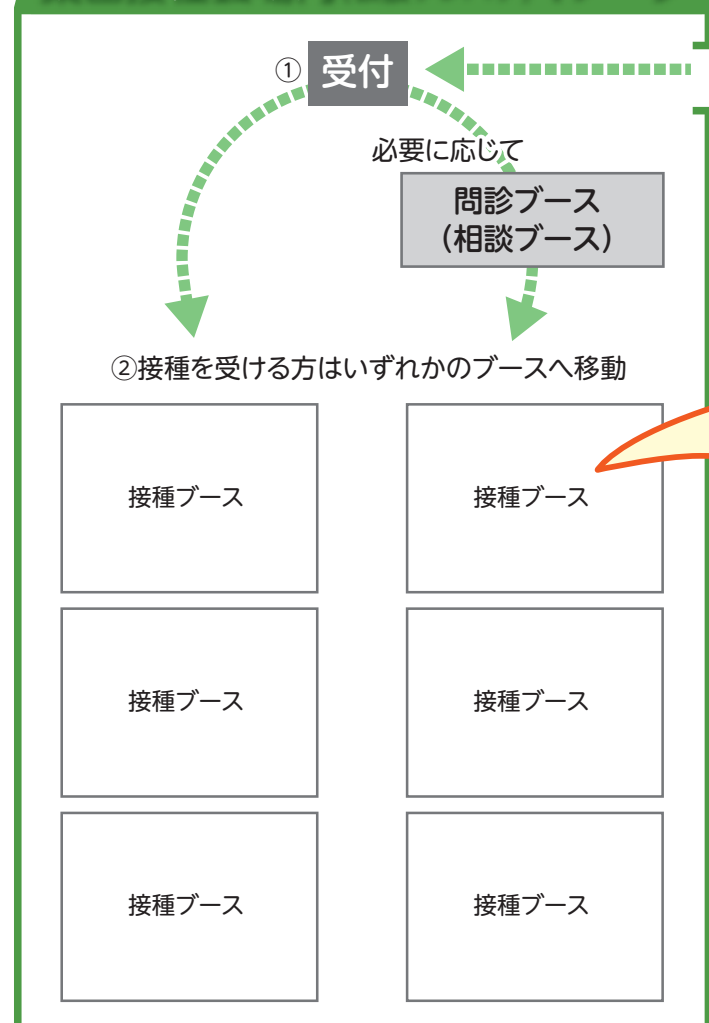 ① 受付
必要に応じて
問診ブース
（相談ブース）
②接種を受ける方はいずれかのブースへ移動
接種ブース 接種ブース
接種ブース 接種ブース
接種ブース 接種ブース